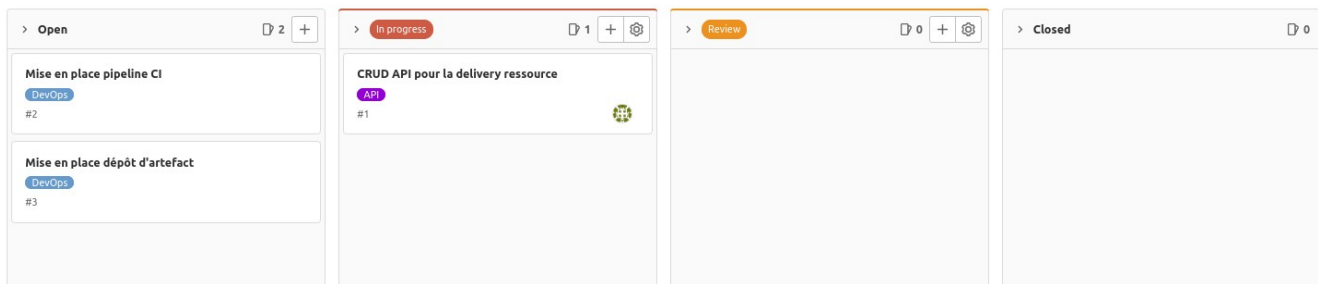 Open 2
Mise en place pipeline CI
DevOps
#2
Mise en place dépôt d'artefact
DevOps
#3
In progress 1
CRUD API pour la delivery ressource
API
#1
Review 0
Closed 0